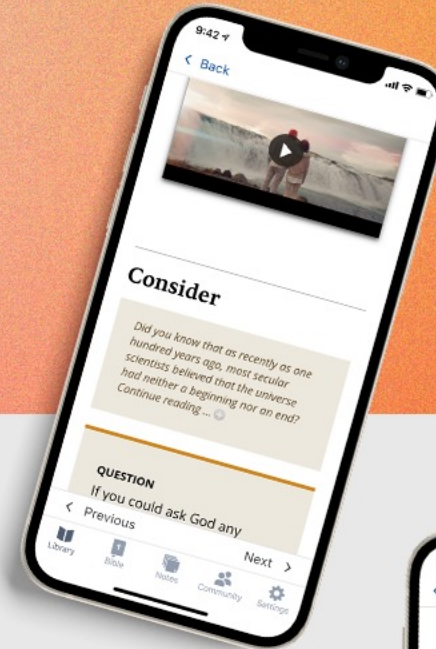 9:42
Back
Consider
Did you know that as recently as one
hundred years ago, most secular
scientists believed that the universe
had neither a beginning nor an end?
Continue reading ...
QUESTION
If you could ask God any
Previous
Next
Library
Bible
Notes
Community
Settings